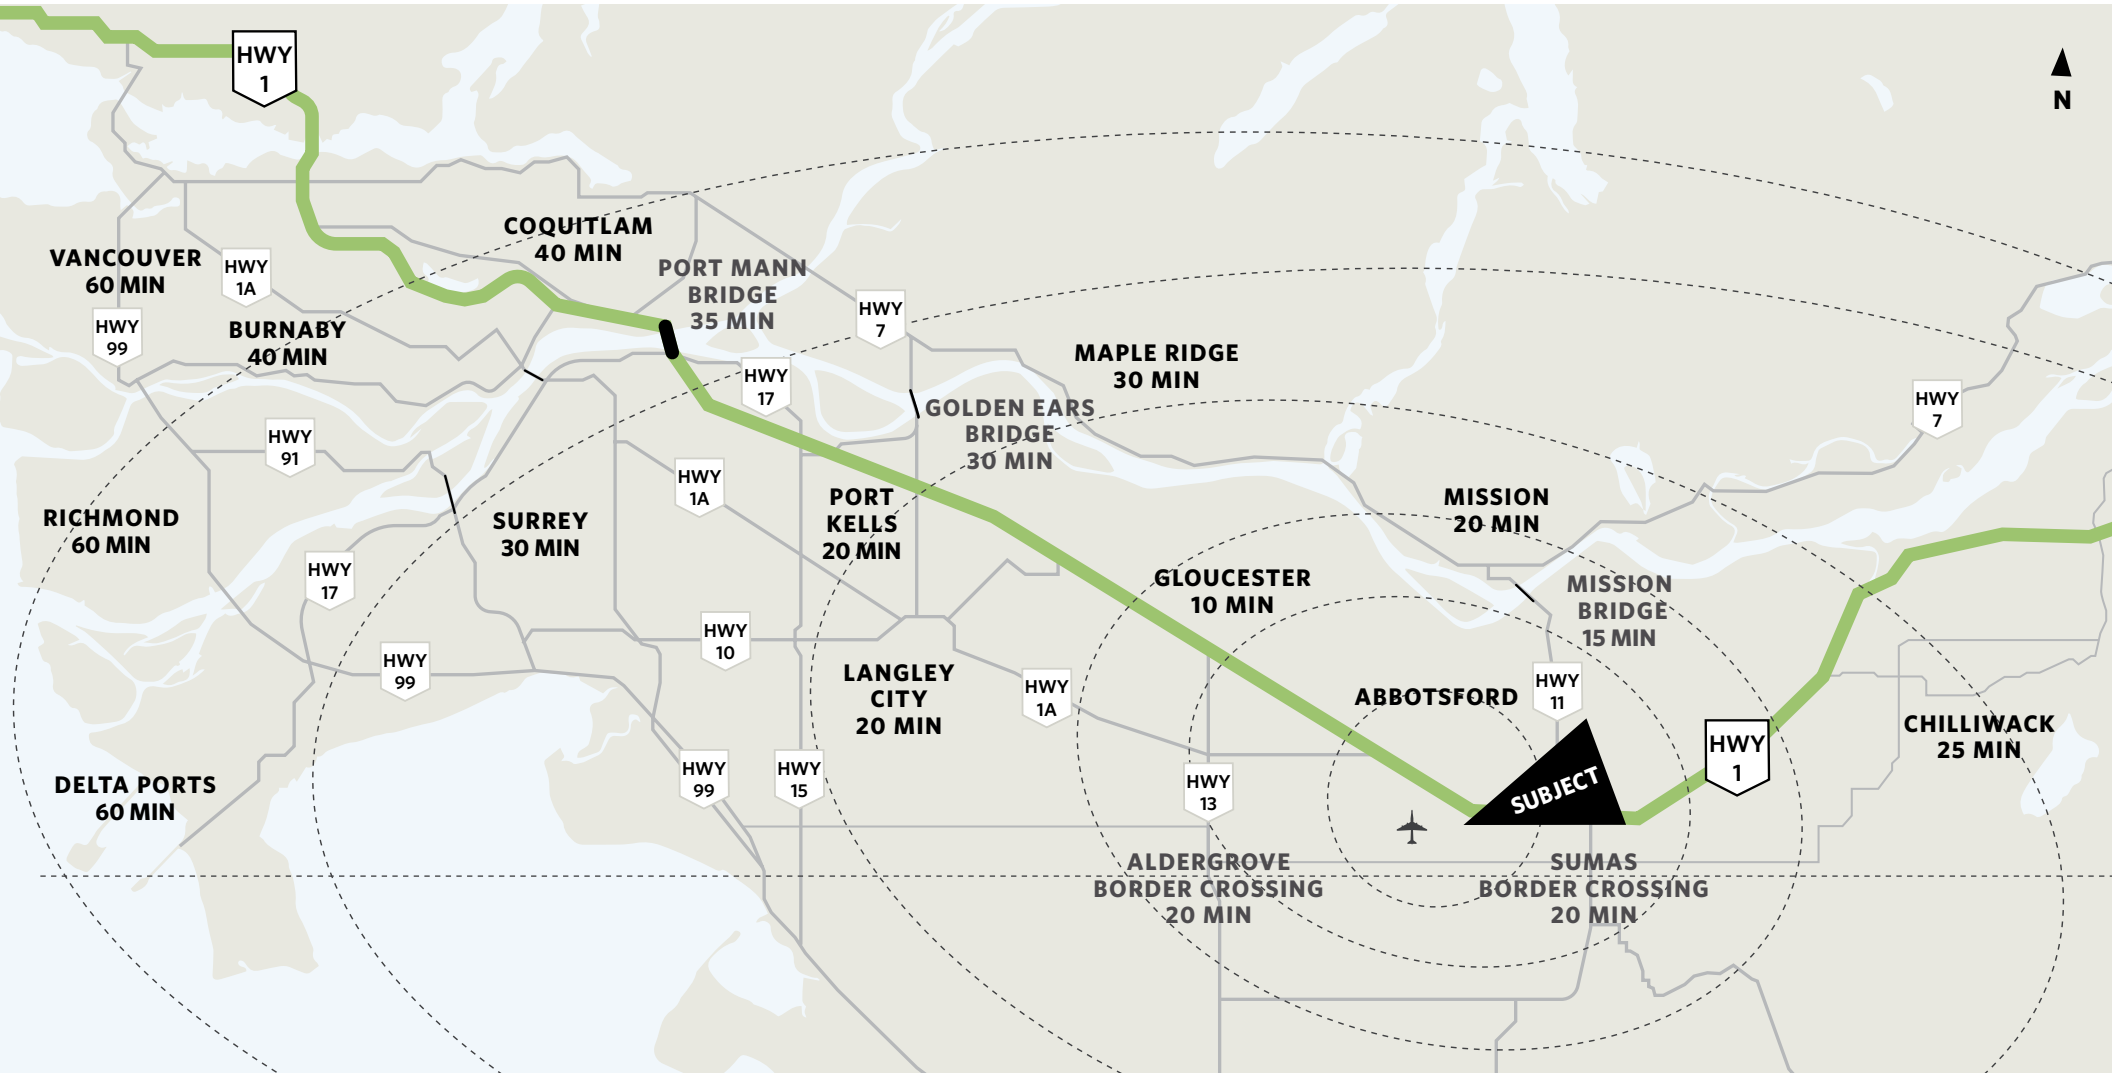 HWY
1
N
COQUITLAM
40 MIN
VANCOUVER
60 MIN
HWY
1A
PORT MANN
BRIDGE
35 MIN
HWY
99
BURNABY
40 MIN
HWY
7
MAPLE RIDGE
30 MIN
HWY
17
HWY
7
GOLDEN EARS
BRIDGE
30 MIN
HWY
91
HWY
1A
PORT
KELLS
20 MIN
MISSION
20 MIN
RICHMOND
60 MIN
SURREY
30 MIN
HWY
17
GLOUCESTER
10 MIN
MISSION
BRIDGE
15 MIN
HWY
10
HWY
99
LANGLEY
CITY
20 MIN
HWY
1A
ABBOTSFORD
HWY
11
CHILLIWACK
25 MIN
HWY
1
DELTA PORTS
60 MIN
HWY
99
HWY
15
HWY
13
SUBJECT
ALDERGROVE
BORDER CROSSING
20 MIN
SUMAS
BORDER CROSSING
20 MIN